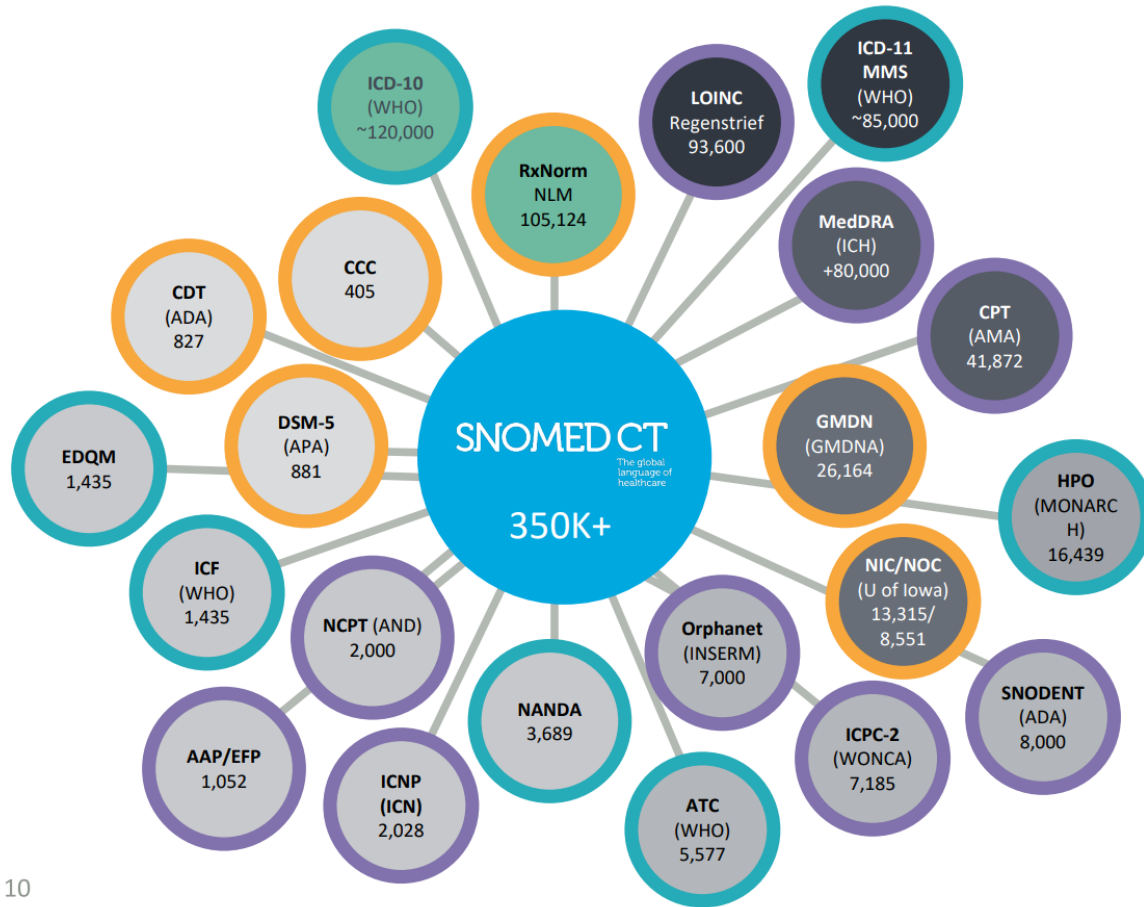 ICD-10
(WHO)
~120,000
RxNorm
NLM
105,124
LOINC
Regenstrief
93,600
ICD-11
MMS
(WHO)
~85,000
MedDRA
(ICH)
+80,000
CCC
405
CDT
(ADA)
827
CPT
(AMA)
41,872
DSM-5
(APA)
881
SNOMED CT
The global
language of
healthcare
350K+
GMDN
(GMDNA)
26,164
EDQM
1,435
HPO
(MONARC
H)
16,439
ICF
(WHO)
1,435
NIC/NOC
(U of Iowa)
13,315/
8,551
NCPT (AND)
2,000
Orphanet
(INSERM)
7,000
SNODENT
(ADA)
8,000
NANDA
3,689
ICPC-2
(WONCA)
7,185
AAP/EFP
1,052
ICNP
(ICN)
2,028
ATC
(WHO)
5,577
10